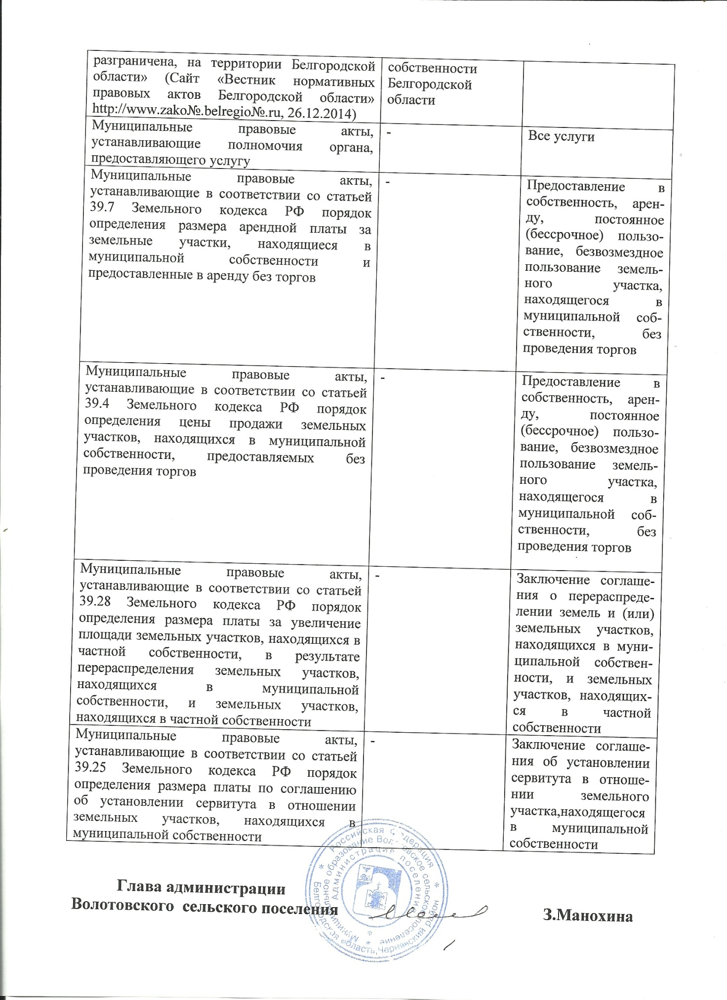 разграничена, на территории Белгородской
области» (Сайт «Вестник нормативных
правовых актов Белгородской области»
http://www.zako№.belregio№.ru, 26.12.2014)
собственности
Белгородской
области
Муниципальные правовые акты,
устанавливающие полномочия органа,
предоставляющего услугу
-
Все услуги
Муниципальные правовые акты,
устанавливающие в соответствии со статьей
39.7 Земельного кодекса РФ порядок
определения размера арендной платы за
земельные участки, находящиеся в
муниципальной собственности и
предоставленные в аренду без торгов
-
Предоставление в
собственность, арен-
ду, постоянное
(бессрочное) пользо-
вание, безвозмездное
пользование земель-
ного участка,
находящегося в
муниципальной соб-
ственности, без
проведения торгов
Муниципальные правовые акты,
устанавливающие в соответствии со статьей
39.4 Земельного кодекса РФ порядок
определения цены продажи земельных
участков, находящихся в муниципальной
собственности, предоставляемых без
проведения торгов
-
Предоставление в
собственность, арен-
ду, постоянное
(бессрочное) пользо-
вание, безвозмездное
пользование земель-
ного участка,
находящегося в
муниципальной соб-
ственности, без
проведения торгов
Муниципальные правовые акты,
устанавливающие в соответствии со статьей
39.28 Земельного кодекса РФ порядок
определения размера платы за увеличение
площади земельных участков, находящихся в
частной собственности, в результате
перераспределения земельных участков,
находящихся в муниципальной
собственности, и земельных участков,
находящихся в частной собственности
-
Заключение соглаше-
ния о перераспреде-
лении земель и (или)
земельных участков,
находящихся в муни-
ципальной собствен-
ности, и земельных
участков, находящих-
ся в частной
собственности
Муниципальные правовые акты,
устанавливающие в соответствии со статьей
39.25 Земельного кодекса РФ порядок
определения размера платы по соглашению
об установлении сервитута в отношении
земельных участков, находящихся в
муниципальной собственности
-
Заключение соглаше-
ния об установлении
сервитута в отноше-
нии земельного
участка,находящегося
в муниципальной
собственности
Глава администрации
Волотовского сельского поселения
З.Манохина
Российская Федерация
Белгородская область, Чернянский район
Муниципальное образование Волотовское сельское поселение
Администрация поселения